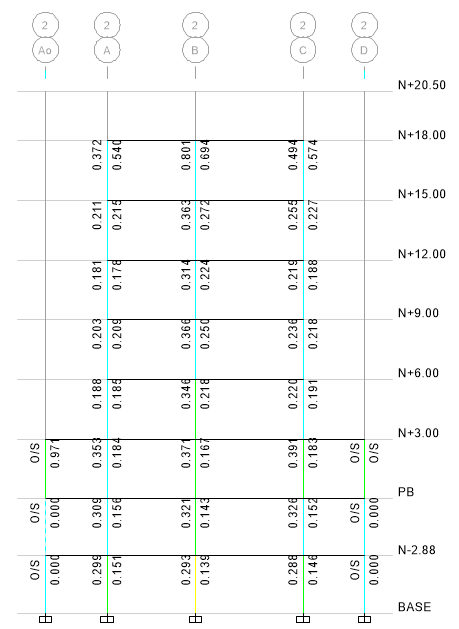 2 2 2 2 2
Ao A B C D
N+20.50
N+18.00
0.372 0.540 0.801 0.694 0.494 0.574
N+15.00
0.211 0.215 0.363 0.272 0.255 0.227
N+12.00
0.181 0.178 0.314 0.224 0.219 0.188
N+9.00
0.203 0.209 0.366 0.250 0.236 0.218
N+6.00
0.188 0.185 0.346 0.218 0.220 0.191
N+3.00
O/S 0.971 0.353 0.184 0.371 0.167 0.391 0.183 O/S O/S
PB
O/S 0.000 0.309 0.156 0.321 0.143 0.326 0.152 O/S 0.000
N-2.88
O/S 0.000 0.299 0.151 0.293 0.139 0.288 0.146 O/S 0.000
BASE